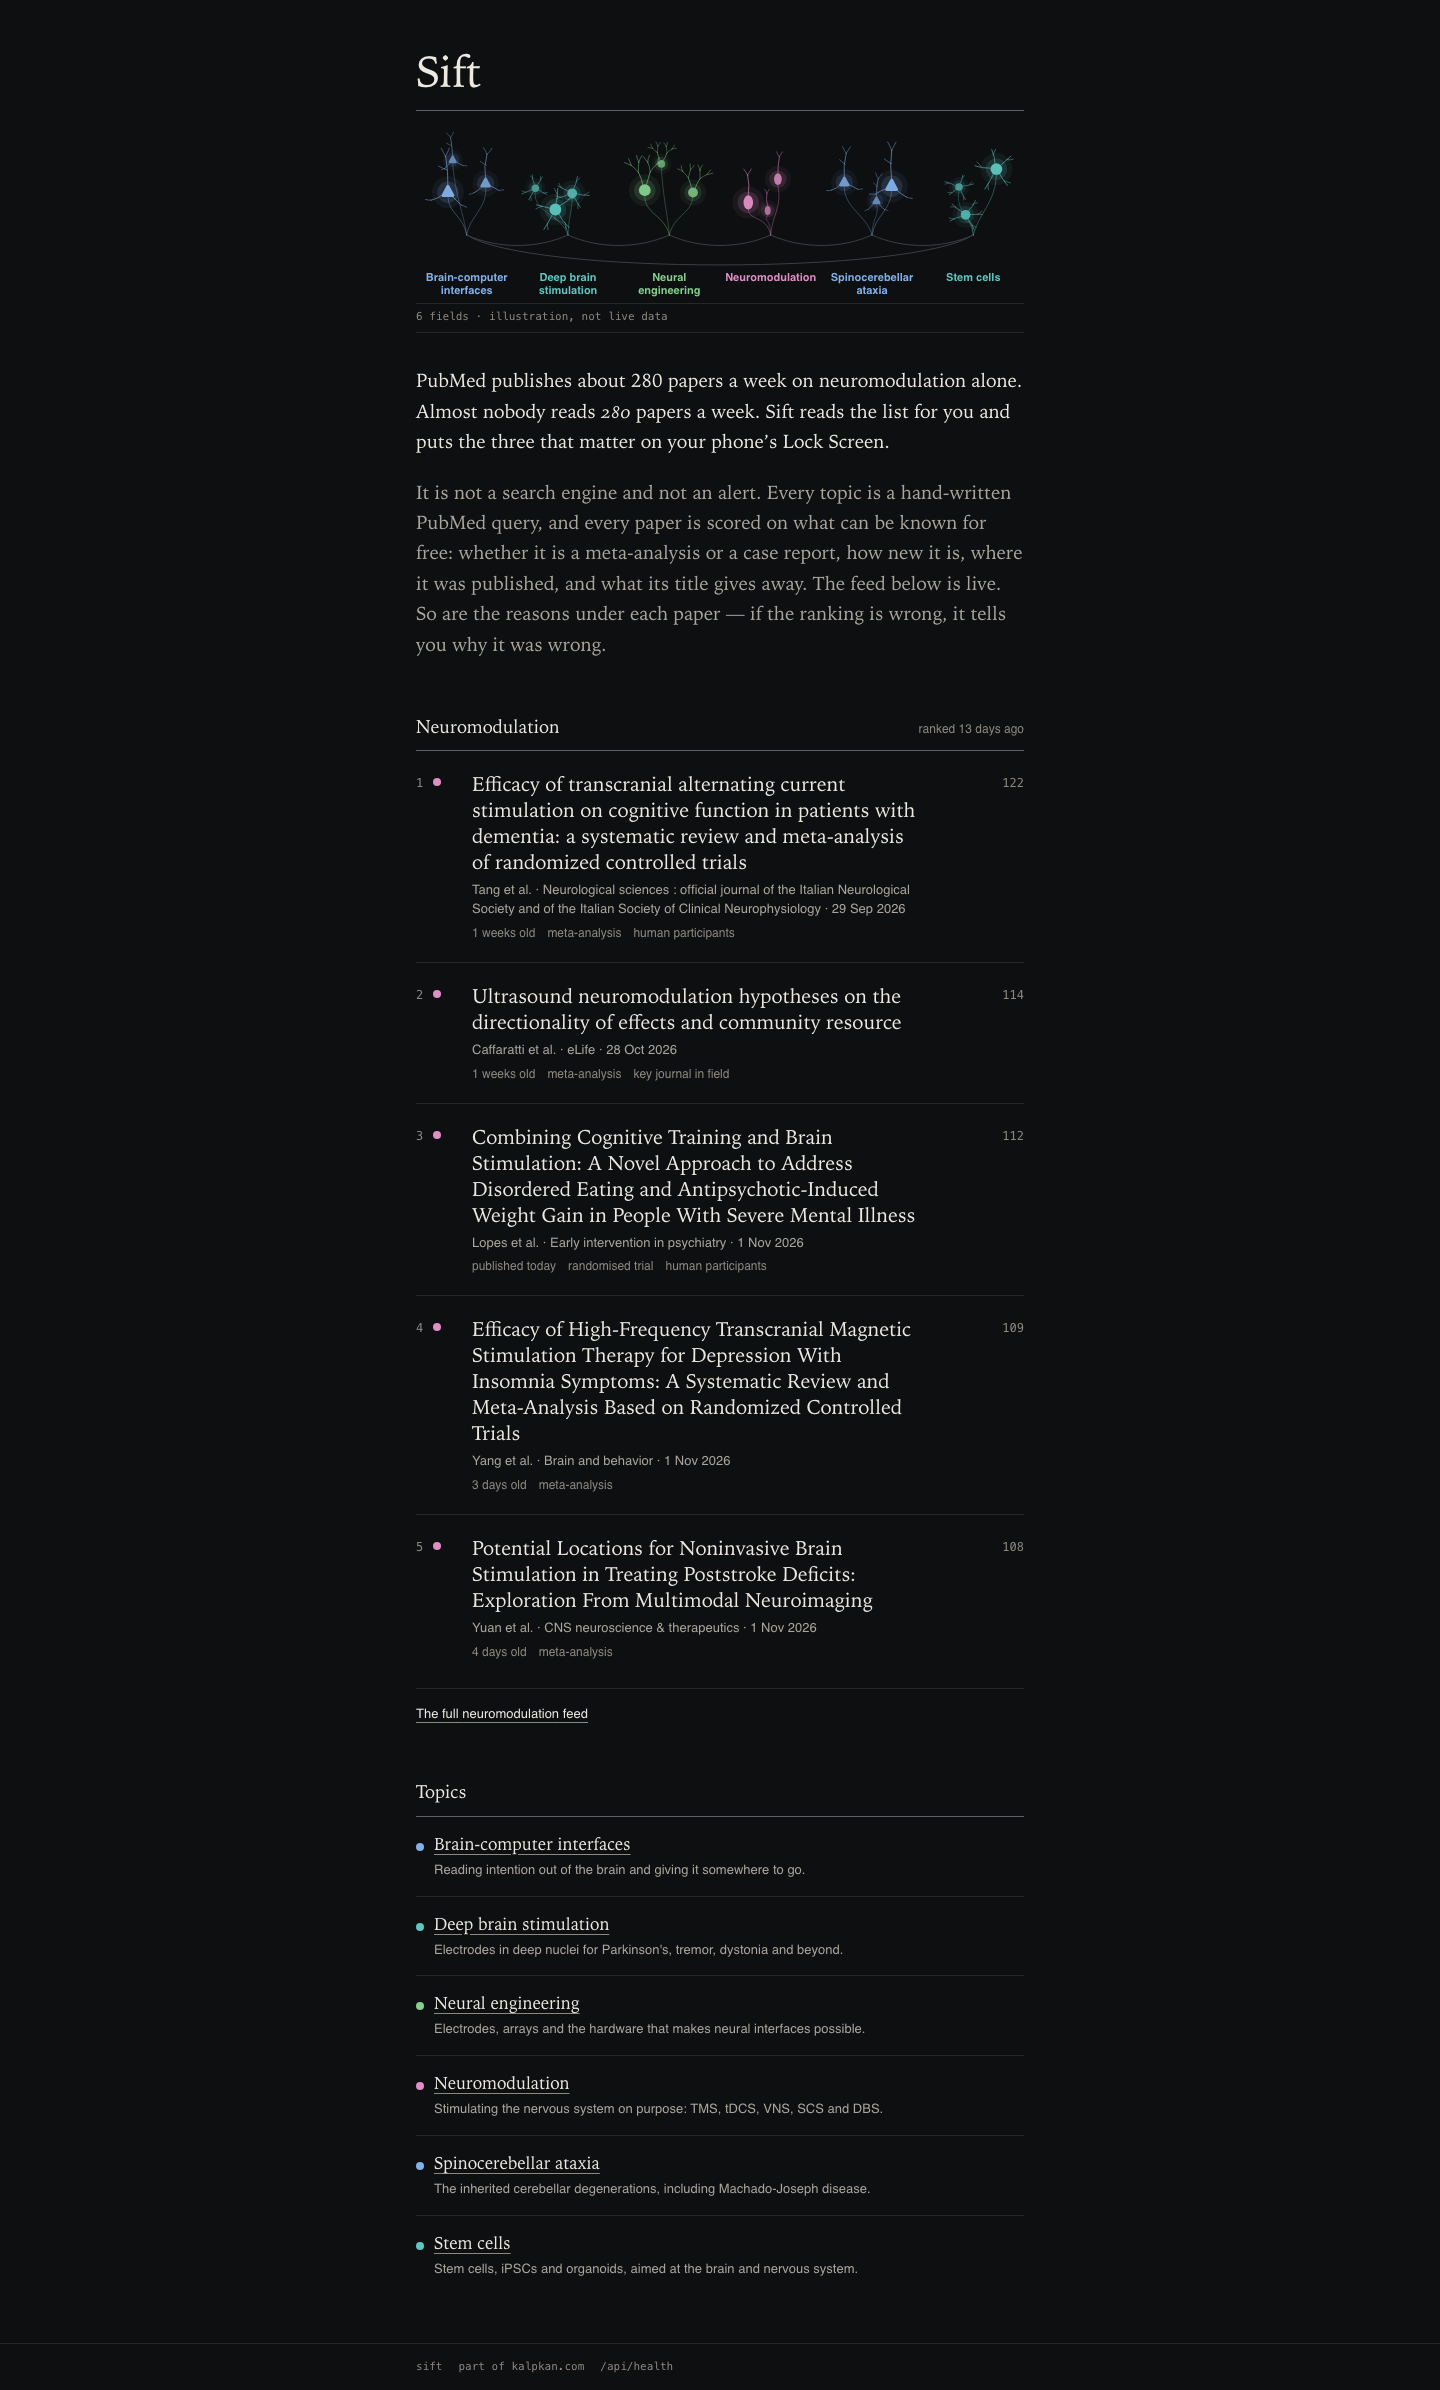 Sift
Brain-computer
interfaces
Deep brain
stimulation
Neural
engineering
Neuromodulation
Spinocerebellar
ataxia
Stem cells
6 fields · illustration, not live data
PubMed publishes about 280 papers a week on neuromodulation alone.
Almost nobody reads 280 papers a week. Sift reads the list for you and
puts the three that matter on your phone’s Lock Screen.
It is not a search engine and not an alert. Every topic is a hand-written
PubMed query, and every paper is scored on what can be known for
free: whether it is a meta-analysis or a case report, how new it is, where
it was published, and what its title gives away. The feed below is live.
So are the reasons under each paper — if the ranking is wrong, it tells
you why it was wrong.
Neuromodulation ranked 13 days ago
1 Efficacy of transcranial alternating current 122
stimulation on cognitive function in patients with
dementia: a systematic review and meta-analysis
of randomized controlled trials
Tang et al. · Neurological sciences : official journal of the Italian Neurological
Society and of the Italian Society of Clinical Neurophysiology · 29 Sep 2026
1 weeks old meta-analysis human participants
2 Ultrasound neuromodulation hypotheses on the 114
directionality of effects and community resource
Caffaratti et al. · eLife · 28 Oct 2026
1 weeks old meta-analysis key journal in field
3 Combining Cognitive Training and Brain 112
Stimulation: A Novel Approach to Address
Disordered Eating and Antipsychotic-Induced
Weight Gain in People With Severe Mental Illness
Lopes et al. · Early intervention in psychiatry · 1 Nov 2026
published today randomised trial human participants
4 Efficacy of High-Frequency Transcranial Magnetic 109
Stimulation Therapy for Depression With
Insomnia Symptoms: A Systematic Review and
Meta-Analysis Based on Randomized Controlled
Trials
Yang et al. · Brain and behavior · 1 Nov 2026
3 days old meta-analysis
5 Potential Locations for Noninvasive Brain 108
Stimulation in Treating Poststroke Deficits:
Exploration From Multimodal Neuroimaging
Yuan et al. · CNS neuroscience & therapeutics · 1 Nov 2026
4 days old meta-analysis
The full neuromodulation feed
Topics
Brain-computer interfaces
Reading intention out of the brain and giving it somewhere to go.
Deep brain stimulation
Electrodes in deep nuclei for Parkinson's, tremor, dystonia and beyond.
Neural engineering
Electrodes, arrays and the hardware that makes neural interfaces possible.
Neuromodulation
Stimulating the nervous system on purpose: TMS, tDCS, VNS, SCS and DBS.
Spinocerebellar ataxia
The inherited cerebellar degenerations, including Machado-Joseph disease.
Stem cells
Stem cells, iPSCs and organoids, aimed at the brain and nervous system.
sift part of kalpkan.com /api/health